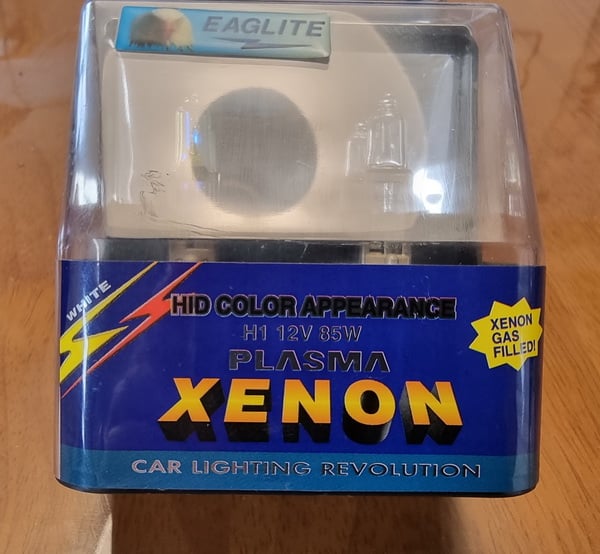 EAGLITE
WHITE
HID COLOR APPEARANCE
H1 12V 85W
PLASMA
XENON
XENON
GAS
FILLED!
CAR LIGHTING REVOLUTION